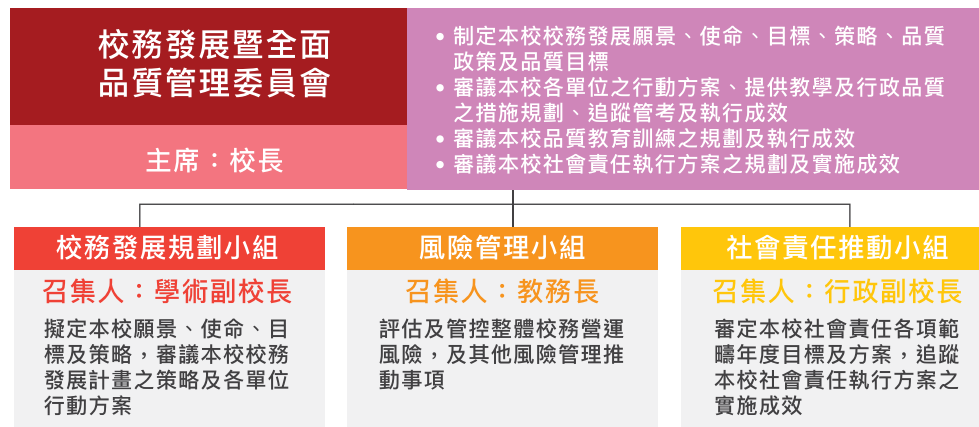 校務發展暨全面
品質管理委員會
主席：校長
• 制定本校校務發展願景、使命、目標、策略、品質
政策及品質目標
• 審議本校各單位之行動方案、提供教學及行政品質
之措施規劃、追蹤管考及執行成效
• 審議本校品質教育訓練之規劃及執行成效
• 審議本校社會責任執行方案之規劃及實施成效
校務發展規劃小組
召集人：學術副校長
擬定本校願景、使命、目
標及策略，審議本校校務
發展計畫之策略及各單位
行動方案
風險管理小組
召集人：教務長
評估及管控整體校務營運
風險，及其他風險管理推
動事項
社會責任推動小組
召集人：行政副校長
審定本校社會責任各項範
疇年度目標及方案，追蹤
本校社會責任執行方案之
實施成效